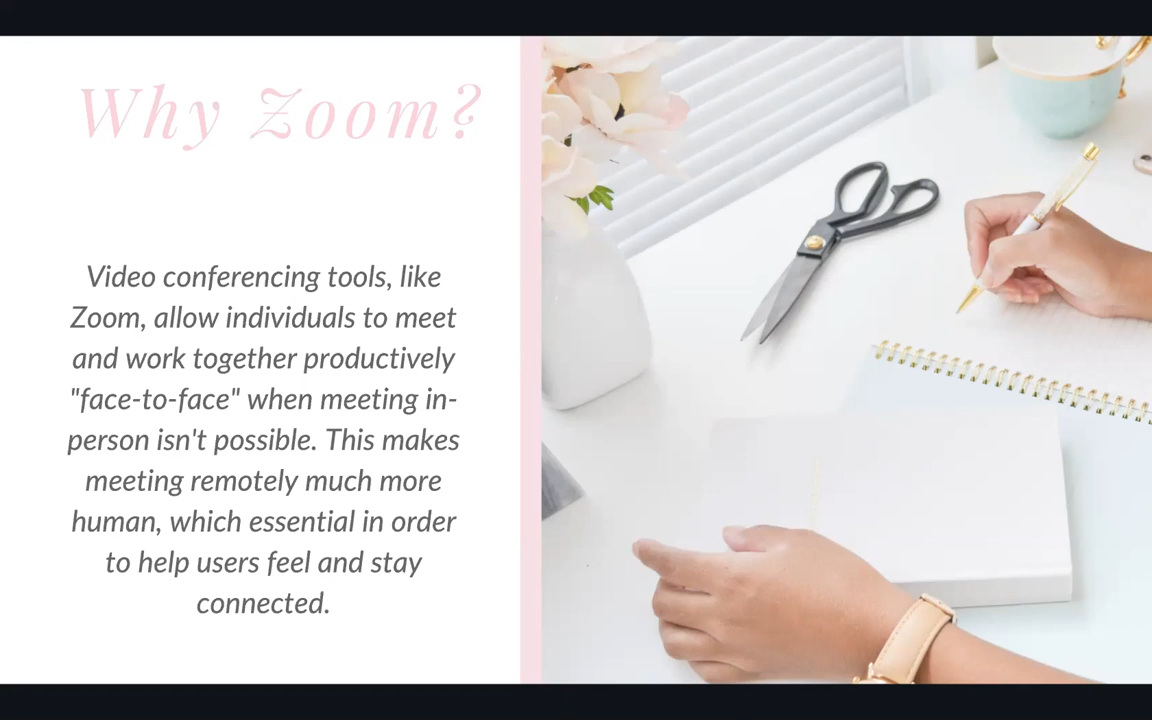 Why Zoom?
Video conferencing tools, like
Zoom, allow individuals to meet
and work together productively
"face-to-face" when meeting in-
person isn't possible. This makes
meeting remotely much more
human, which essential in order
to help users feel and stay
connected.